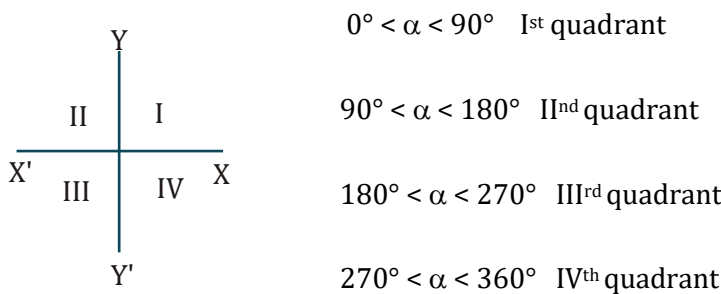 Y
II I
X' X
III IV
Y'
0° < α < 90° Ist quadrant
90° < α < 180° IInd quadrant
180° < α < 270° IIIrd quadrant
270° < α < 360° IVth quadrant